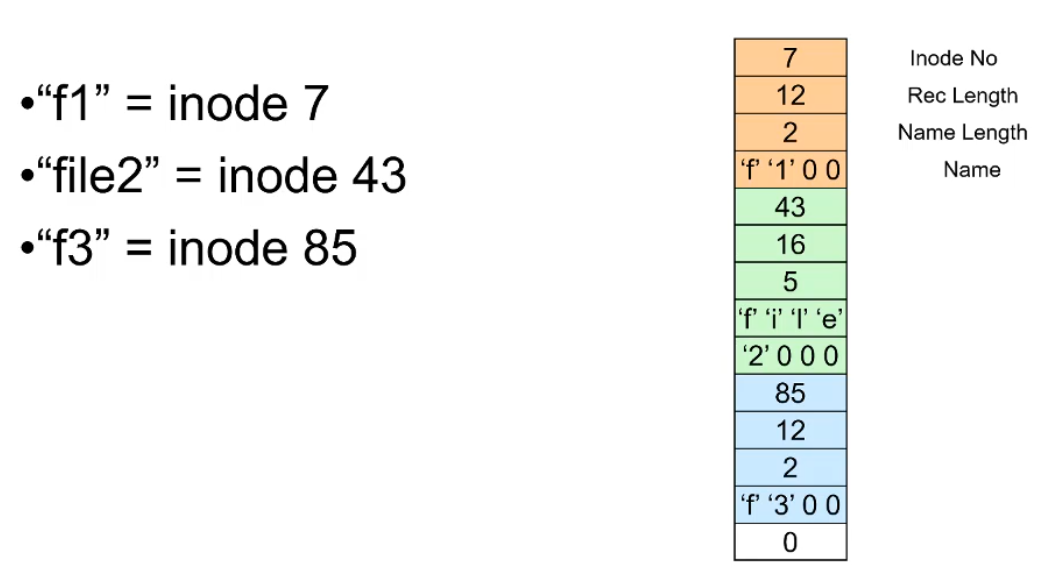 •“f1” = inode 7
•“file2” = inode 43
•“f3” = inode 85
7 Inode No
12 Rec Length
2 Name Length
‘f’ ‘1’ 0 0 Name
43
16
5
‘f’ ‘i’ ‘l’ ‘e’
‘2’ 0 0 0
85
12
2
‘f’ ‘3’ 0 0
0